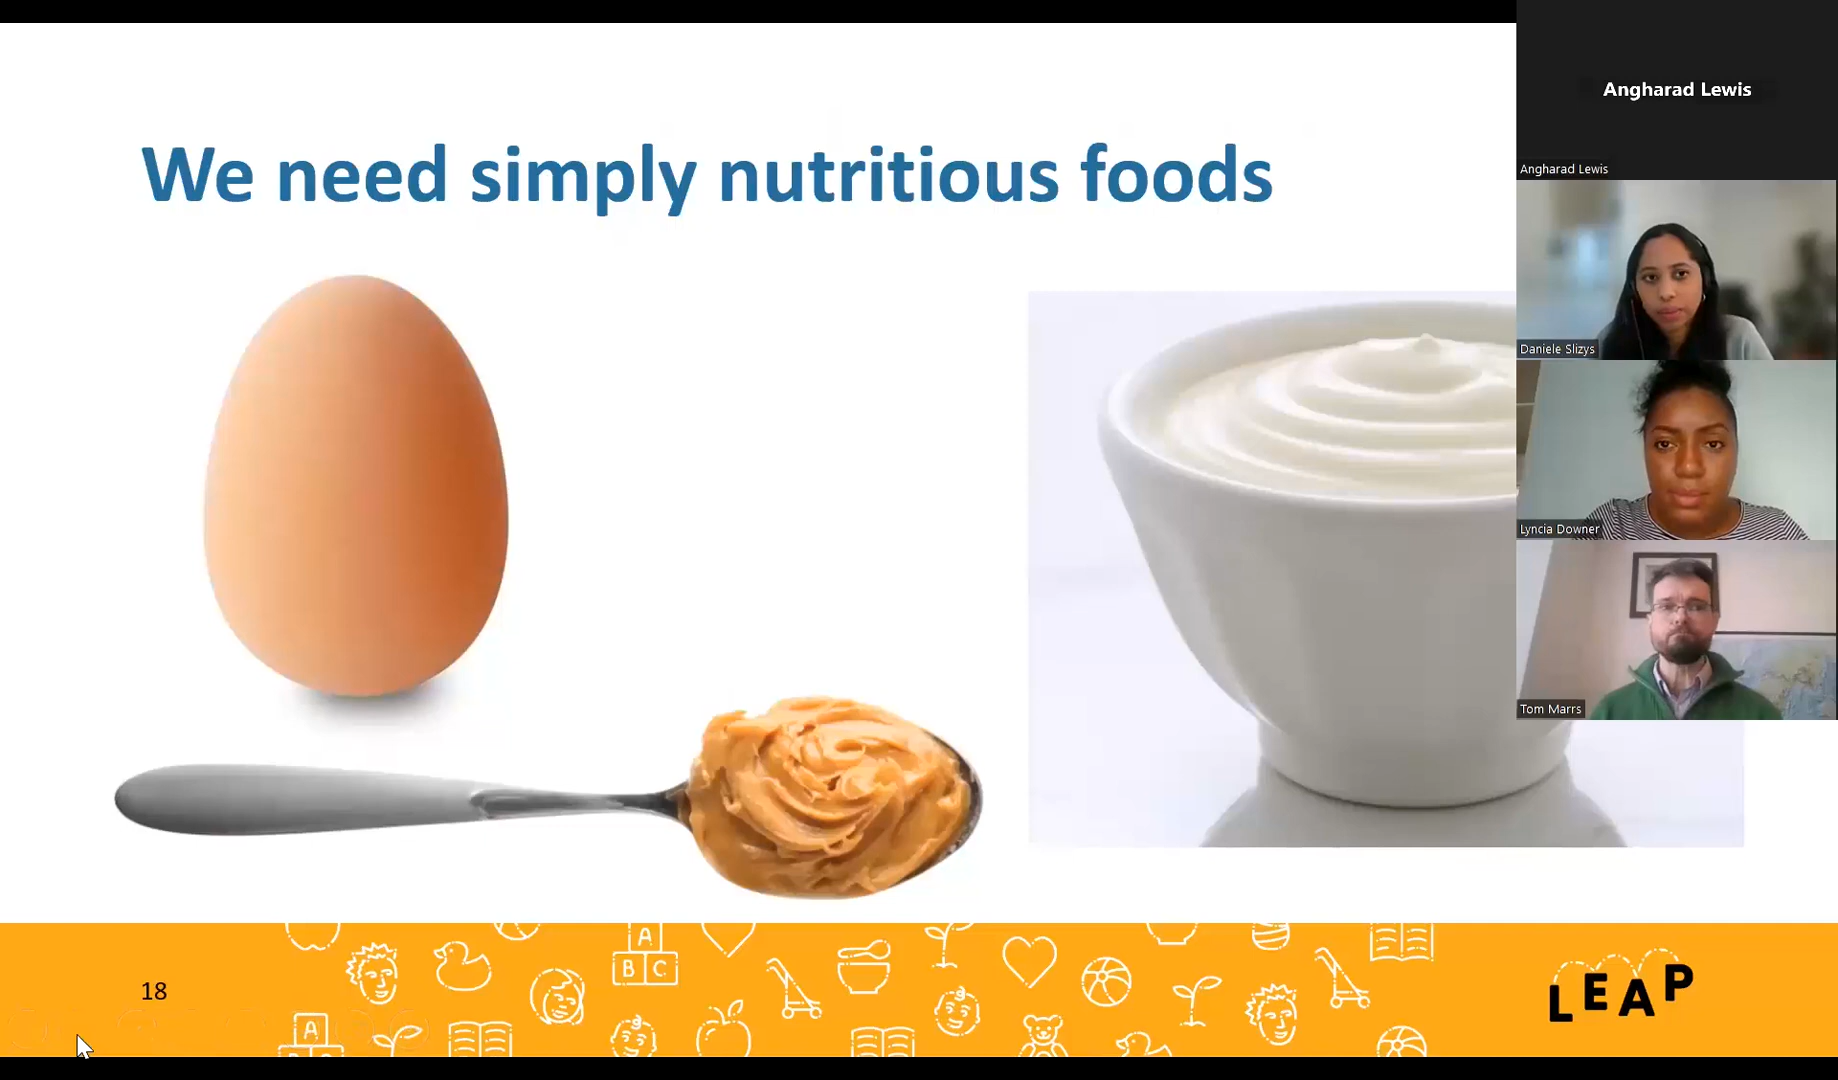 We need simply nutritious foods
Angharad Lewis
Angharad Lewis
Daniele Slizys
Lyncia Downer
Tom Marrs
A
B C
18
LEAP
A